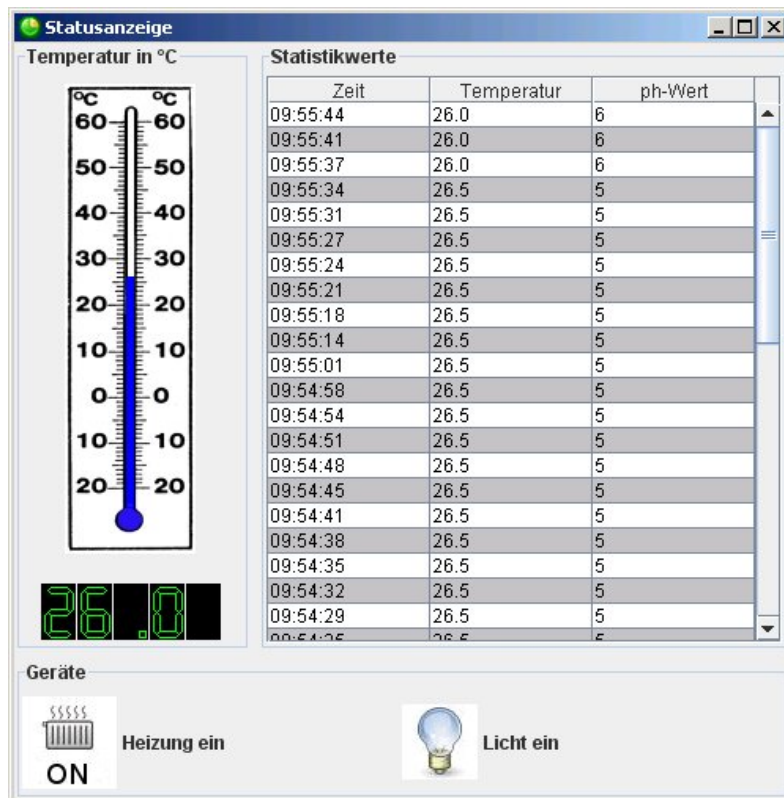 Statusanzeige
Temperatur in °C
°C °C
60 60
50 50
40 40
30 30
20 20
10 10
0 0
10 10
20 20
26.0
Statistikwerte
Zeit Temperatur ph-Wert
09:55:44 26.0 6
09:55:41 26.0 6
09:55:37 26.0 6
09:55:34 26.5 5
09:55:31 26.5 5
09:55:27 26.5 5
09:55:24 26.5 5
09:55:21 26.5 5
09:55:18 26.5 5
09:55:14 26.5 5
09:55:01 26.5 5
09:54:58 26.5 5
09:54:54 26.5 5
09:54:51 26.5 5
09:54:48 26.5 5
09:54:45 26.5 5
09:54:41 26.5 5
09:54:38 26.5 5
09:54:35 26.5 5
09:54:32 26.5 5
09:54:29 26.5 5
Geräte
ON
Heizung ein
Licht ein